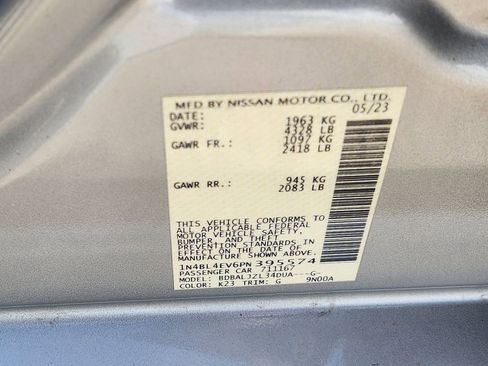 MFD BY NISSAN MOTOR CO., LTD.
DATE: 05/23
GVWR: 1963 KG
4328 LB
GAWR FR.: 1097 KG
2418 LB
GAWR RR.: 945 KG
2083 LB
THIS VEHICLE CONFORMS TO
ALL APPLICABLE FEDERAL
MOTOR VEHICLE SAFETY,
BUMPER, AND THEFT
PREVENTION STANDARDS IN
EFFECT ON THE DATE OF
MANUFACTURE SHOWN ABOVE.
1N4BL4EV6PN395574
PASSENGER CAR 711167
MODEL: BDBALJZL34DUA---G-
COLOR: K23 TRIM: G 9N00A